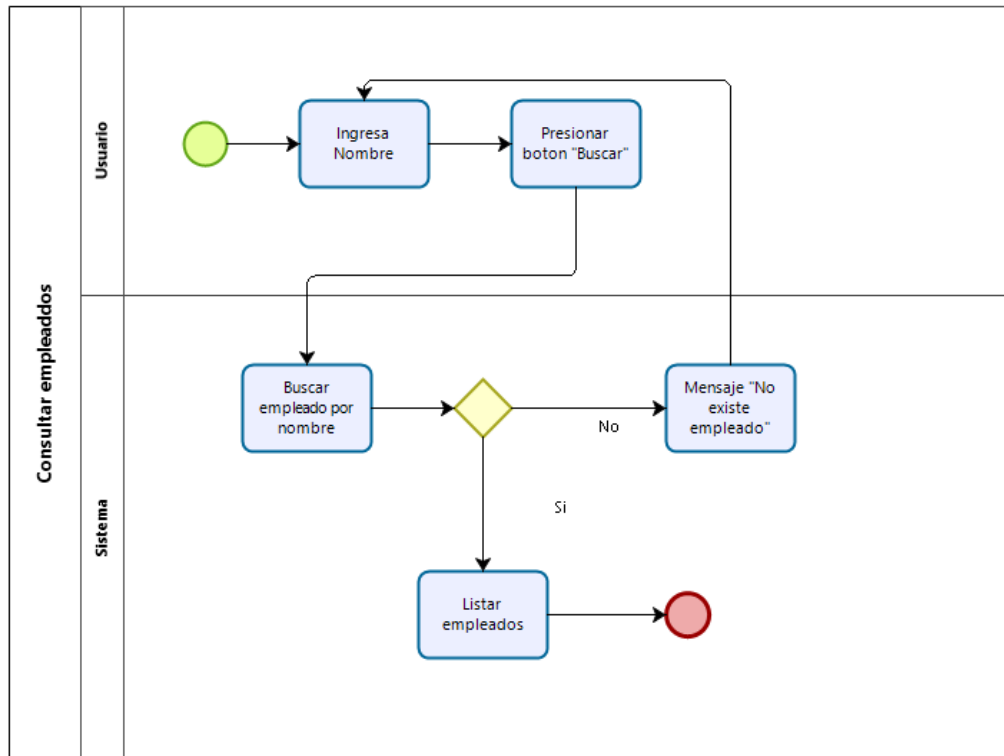 Consultar empleaddos
Usuario
Ingresa
Nombre
Presionar
boton "Buscar"
Sistema
Buscar
empleado por
nombre
No
Mensaje "No
existe
empleado"
Si
Listar
empleados